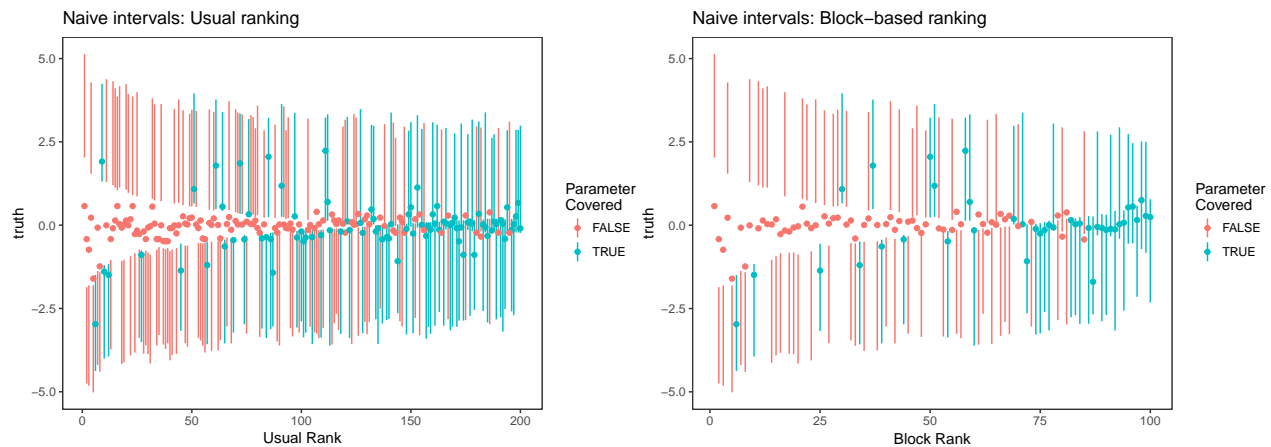 Naive intervals: Usual ranking
5.0
2.5
0.0
−2.5
−5.0
truth
0
50
100
150
200
Usual Rank
Parameter
Covered
FALSE
TRUE
Naive intervals: Block−based ranking
5.0
2.5
0.0
−2.5
−5.0
truth
0
25
50
75
100
Block Rank
Parameter
Covered
FALSE
TRUE